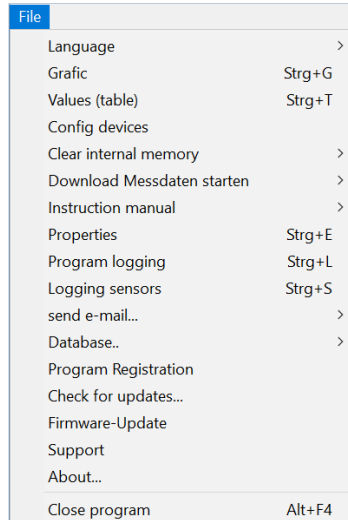 File
Language >
Grafic Strg+G
Values (table) Strg+T
Config devices
Clear internal memory >
Download Messdaten starten >
Instruction manual >
Properties Strg+E
Program logging Strg+L
Logging sensors Strg+S
send e-mail... >
Database.. >
Program Registration
Check for updates...
Firmware-Update
Support
About...
Close program Alt+F4